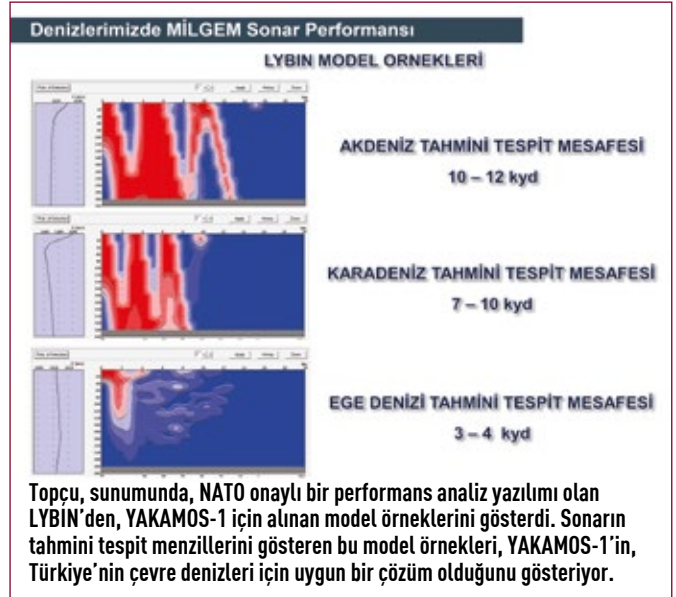 Denizlerimizde MİLGEM Sonar Performansı
LYBIN MODEL ORNEKLERİ
AKDENİZ TAHMİNİ TESPİT MESAFESİ
10 – 12 kyd
KARADENİZ TAHMİNİ TESPİT MESAFESİ
7 – 10 kyd
EGE DENİZİ TAHMİNİ TESPİT MESAFESİ
3 – 4 kyd
Topçu, sunumunda, NATO onaylı bir performans analiz yazılımı olan
LYBIN’den, YAKAMOS-1 için alınan model örneklerini gösterdi. Sonarın
tahmini tespit menzillerini gösteren bu model örnekleri, YAKAMOS-1’in,
Türkiye’nin çevre denizleri için uygun bir çözüm olduğunu gösteriyor.